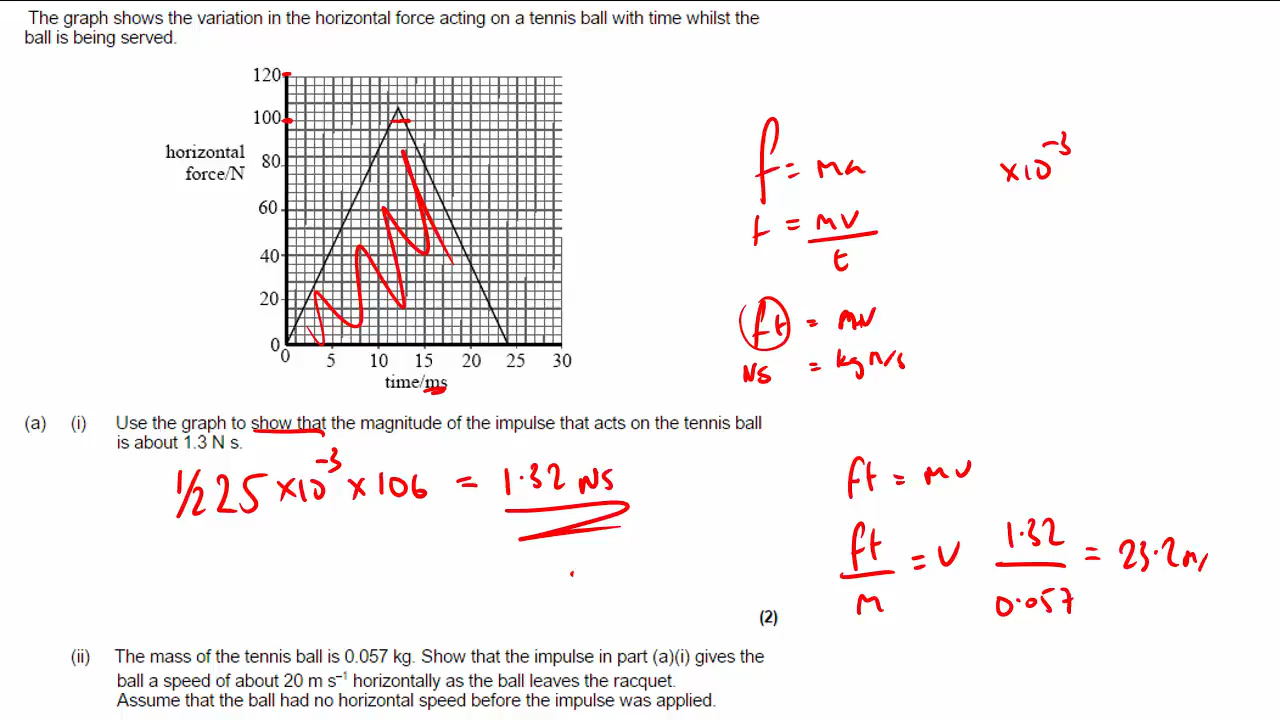 The graph shows the variation in the horizontal force acting on a tennis ball with time whilst the
ball is being served.
120
100
80
60
40
20
0
horizontal
force/N
0 5 10 15 20 25 30
time/ms
f = ma
×10⁻³
f = mv/t
ft = mv
Ns = kg m/s
(a) (i) Use the graph to show that the magnitude of the impulse that acts on the tennis ball
is about 1.3 N s.
1/2 25 ×10⁻³ × 106 = 1.32 Ns
ft = mv
ft/m = v 1.32/0.057 = 23.2 m/
(2)
(ii) The mass of the tennis ball is 0.057 kg. Show that the impulse in part (a)(i) gives the
ball a speed of about 20 m s⁻¹ horizontally as the ball leaves the racquet.
Assume that the ball had no horizontal speed before the impulse was applied.